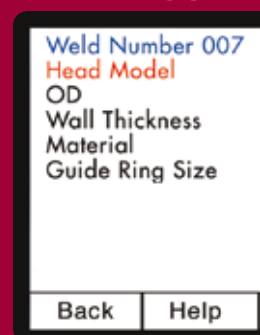 Weld Number 007
Head Model
OD
Wall Thickness
Material
Guide Ring Size
Back Help